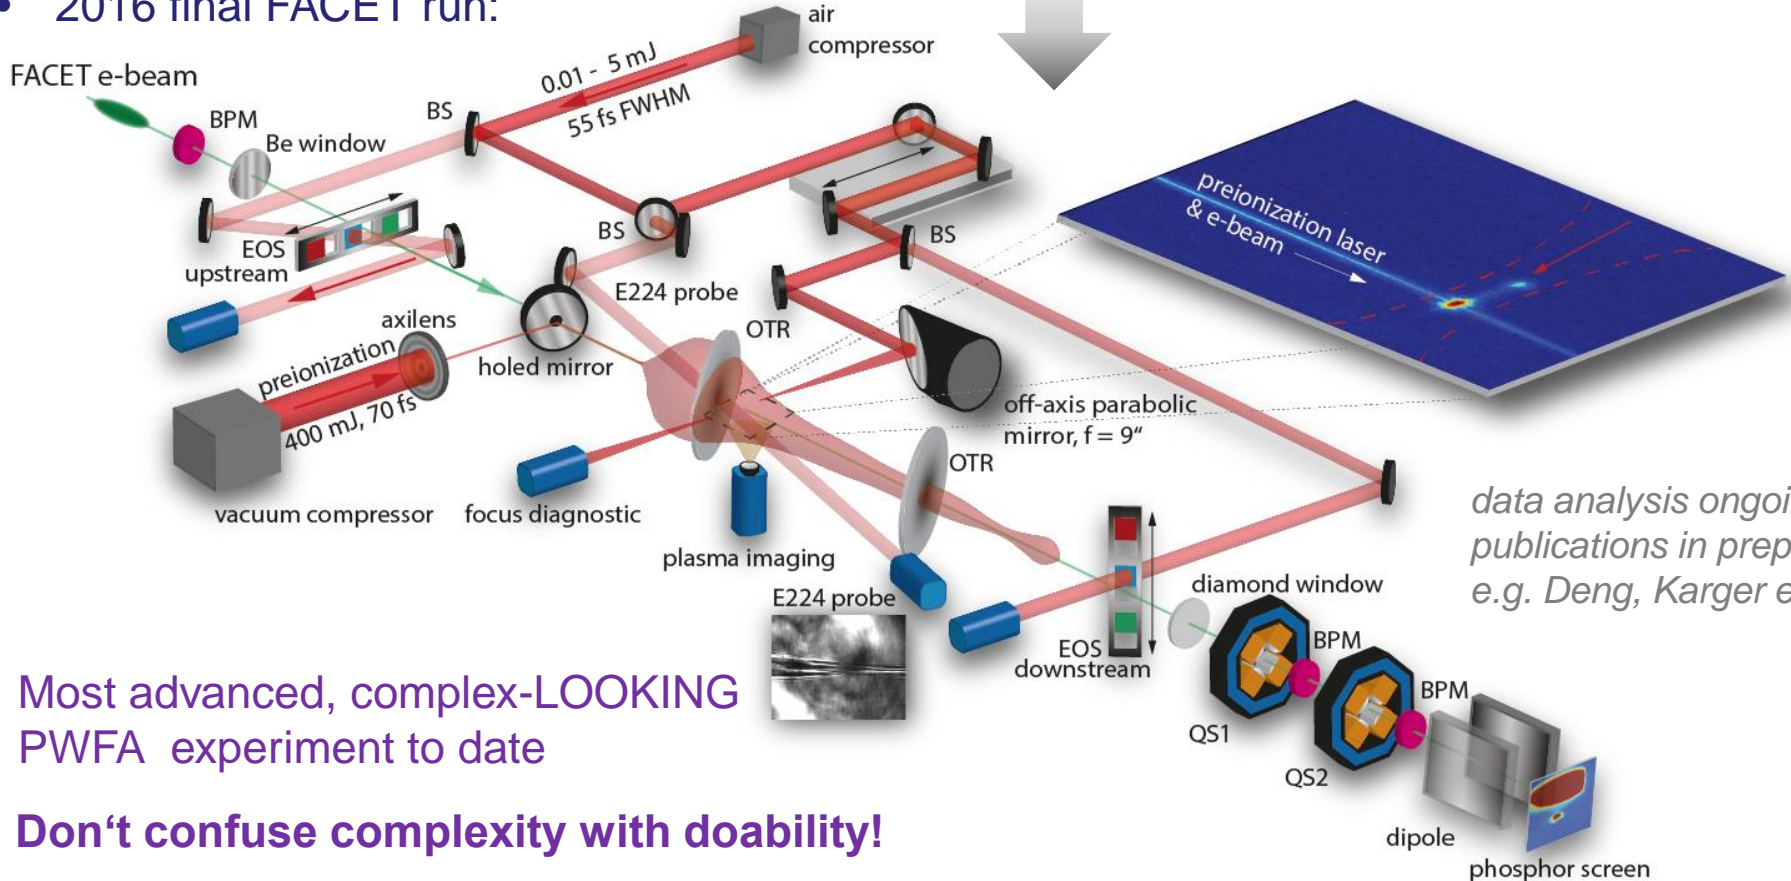 • 2016 final FACET run:
air
compressor
FACET e-beam
0.01 - 5 mJ
55 fs FWHM
BS
BPM
Be window
preionization laser
& e-beam
BS
BS
EOS
upstream
E224 probe
OTR
axilens
preionization
400 mJ, 70 fs
holed mirror
off-axis parabolic
mirror, f = 9“
OTR
vacuum compressor
focus diagnostic
plasma imaging
data analysis ongoi
publications in prep
e.g. Deng, Karger e
E224 probe
diamond window
EOS
downstream
BPM
BPM
QS1
QS2
dipole
phosphor screen
Most advanced, complex-LOOKING
PWFA experiment to date
Don‘t confuse complexity with doability!